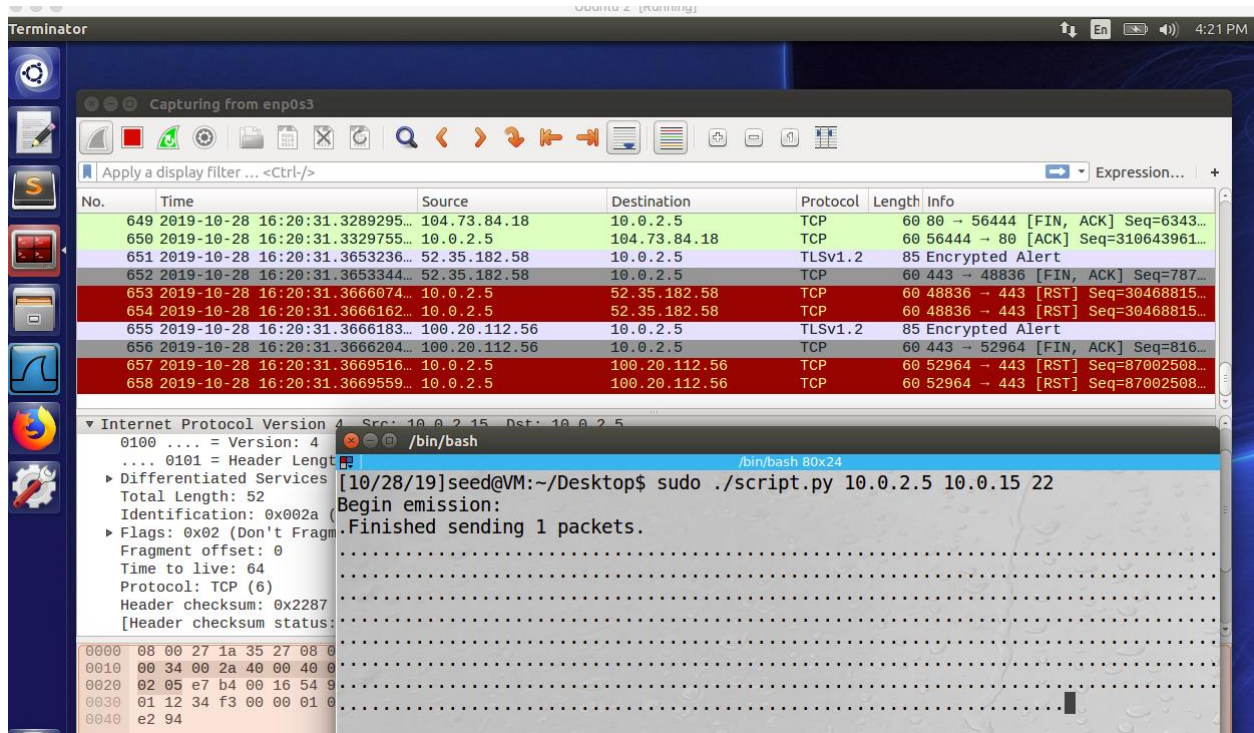 Ubuntu 2 [Running]
Terminator
En
4:21 PM
Capturing from enp0s3
Apply a display filter ... <Ctrl-/>
Expression...
+
No. Time Source Destination Protocol Length Info
649 2019-10-28 16:20:31.3289295… 104.73.84.18 10.0.2.5 TCP 60 80 → 56444 [FIN, ACK] Seq=6343…
650 2019-10-28 16:20:31.3329755… 10.0.2.5 104.73.84.18 TCP 60 56444 → 80 [ACK] Seq=310643961…
651 2019-10-28 16:20:31.3653236… 52.35.182.58 10.0.2.5 TLSv1.2 85 Encrypted Alert
652 2019-10-28 16:20:31.3653344… 52.35.182.58 10.0.2.5 TCP 60 443 → 48836 [FIN, ACK] Seq=787…
653 2019-10-28 16:20:31.3666074… 10.0.2.5 52.35.182.58 TCP 60 48836 → 443 [RST] Seq=30468815…
654 2019-10-28 16:20:31.3666162… 10.0.2.5 52.35.182.58 TCP 60 48836 → 443 [RST] Seq=30468815…
655 2019-10-28 16:20:31.3666183… 100.20.112.56 10.0.2.5 TLSv1.2 85 Encrypted Alert
656 2019-10-28 16:20:31.3666204… 100.20.112.56 10.0.2.5 TCP 60 443 → 52964 [FIN, ACK] Seq=816…
657 2019-10-28 16:20:31.3669516… 10.0.2.5 100.20.112.56 TCP 60 52964 → 443 [RST] Seq=87002508…
658 2019-10-28 16:20:31.3669559… 10.0.2.5 100.20.112.56 TCP 60 52964 → 443 [RST] Seq=87002508…
Internet Protocol Version 4, Src: 10.0.2.15, Dst: 10.0.2.5
0100 .... = Version: 4
.... 0101 = Header Lengt
Differentiated Services
Total Length: 52
Identification: 0x002a (
Flags: 0x02 (Don't Fragm
Fragment offset: 0
Time to live: 64
Protocol: TCP (6)
Header checksum: 0x2287
[Header checksum status:
0000 08 00 27 1a 35 27 08 0
0010 00 34 00 2a 40 00 40 0
0020 02 05 e7 b4 00 16 54 9
0030 01 12 34 f3 00 00 01 0
0040 e2 94
/bin/bash
/bin/bash 80x24
[10/28/19]seed@VM:~/Desktop$ sudo ./script.py 10.0.2.5 10.0.15 22
Begin emission:
.Finished sending 1 packets.
................................................................................
................................................................................
................................................................................
................................................................................
................................................................................
................................................................................
................................................................................
..................................................................